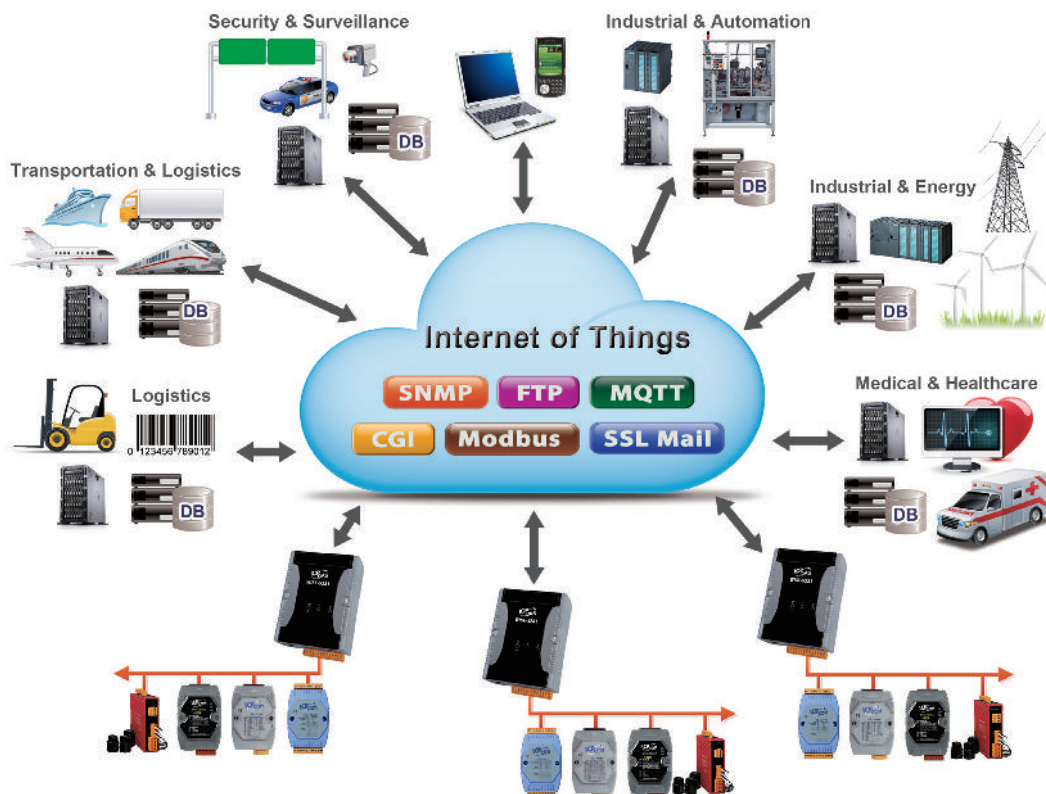 Security & Surveillance
Industrial & Automation
DB
DB
Transportation & Logistics
Industrial & Energy
DB
DB
Internet of Things
SNMP FTP MQTT
CGI Modbus SSL Mail
Logistics
0 123456 789012
DB
Medical & Healthcare
DB